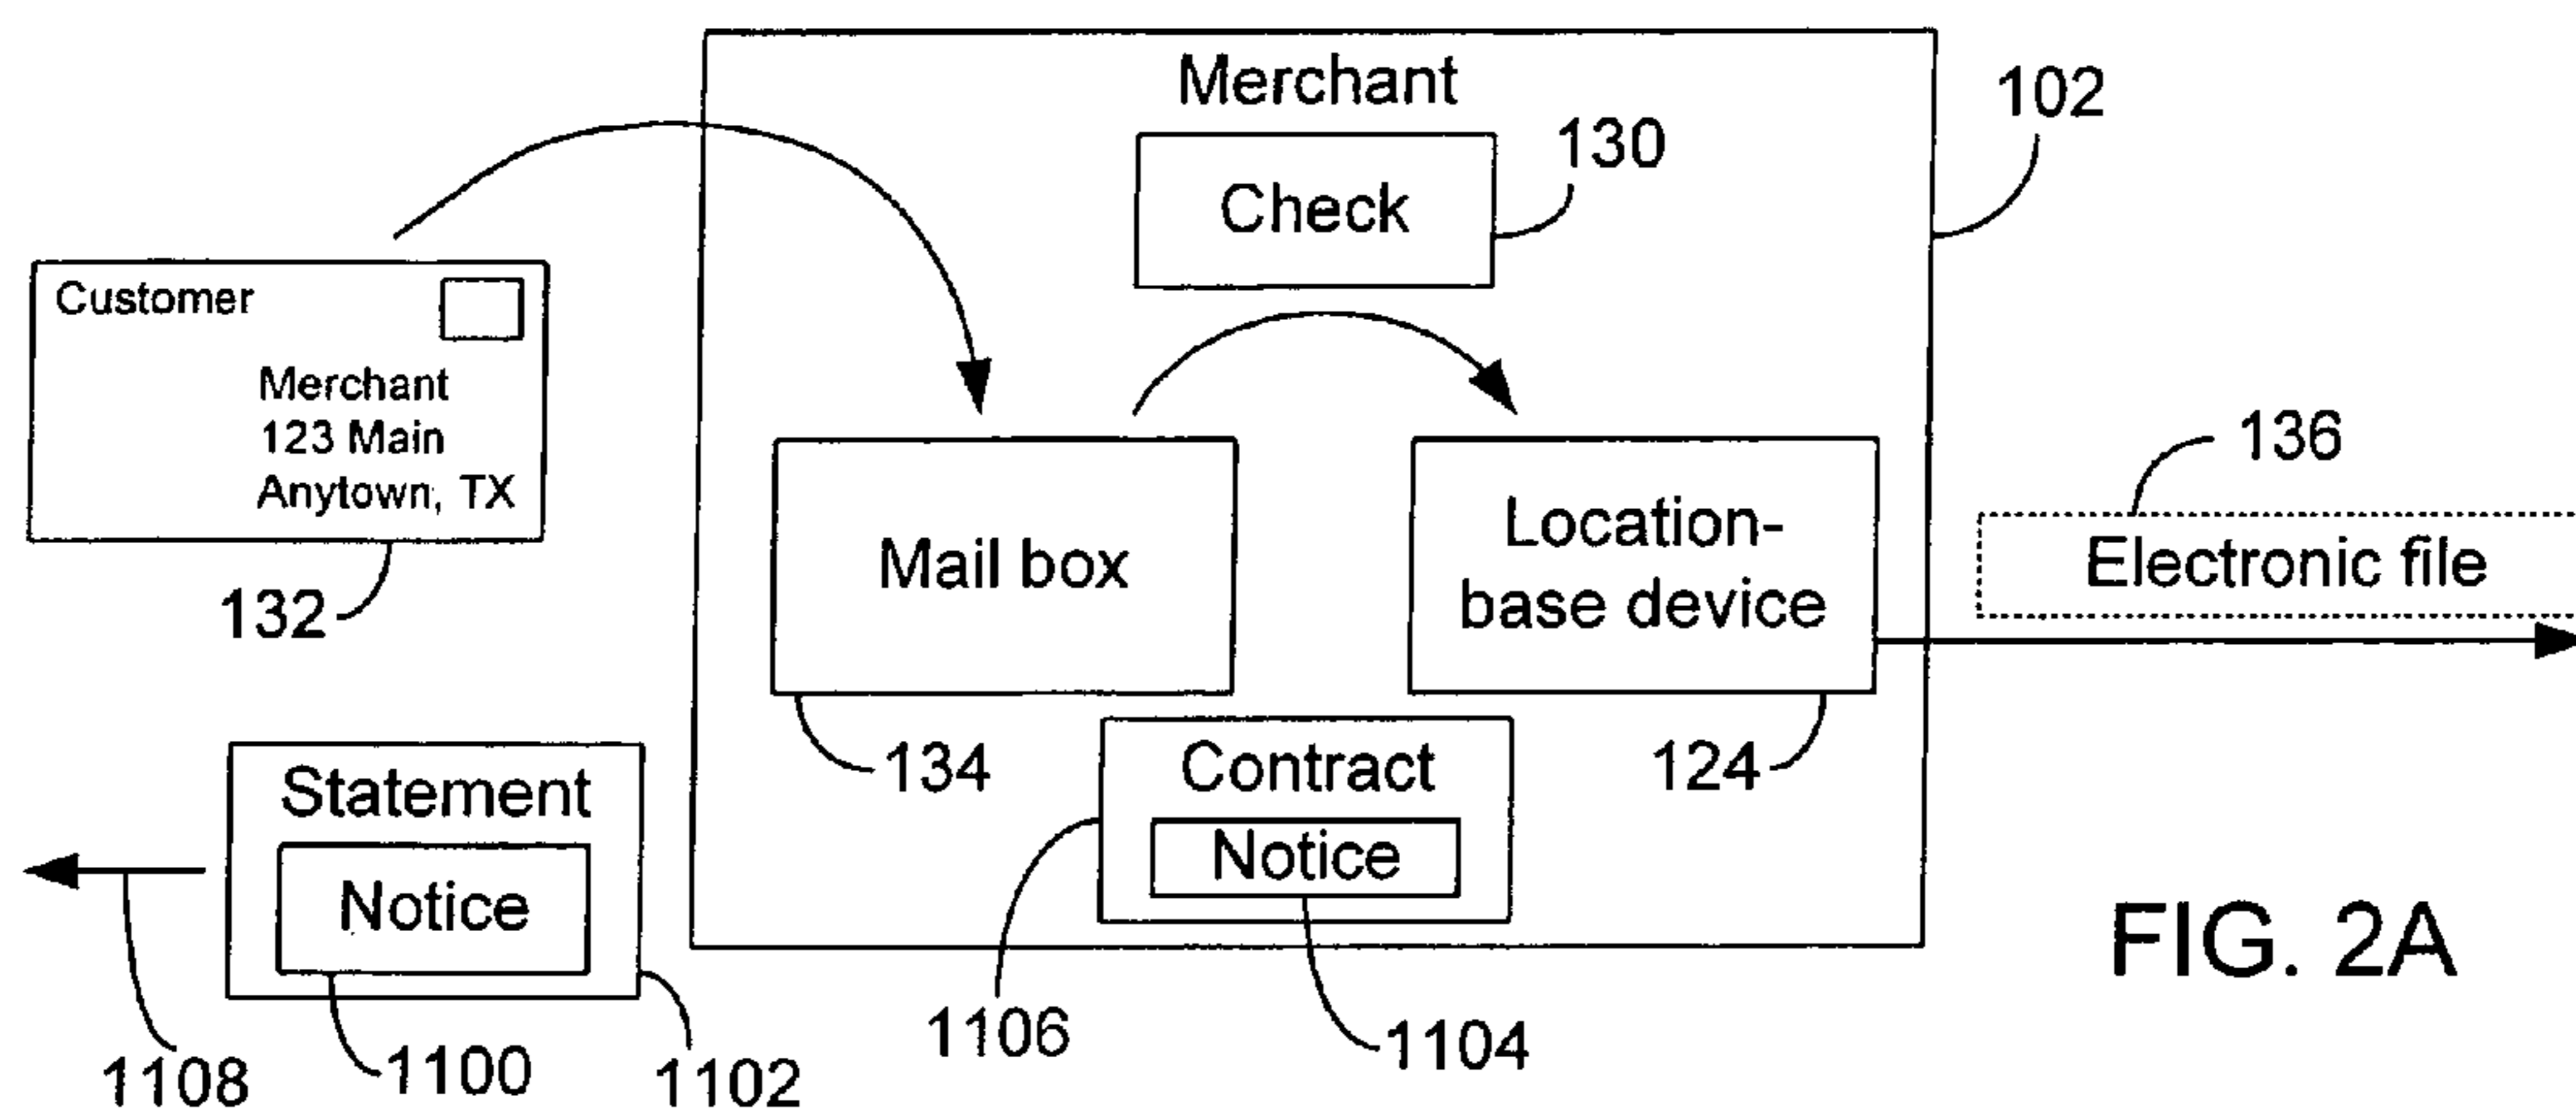 Merchant
102
130
Check
Customer
Merchant
123 Main
Anytown, TX
132
Mail box
134
Location-
base device
124
136
Electronic file
Contract
Notice
1106
1104
Statement
Notice
1108
1100
1102
FIG. 2A